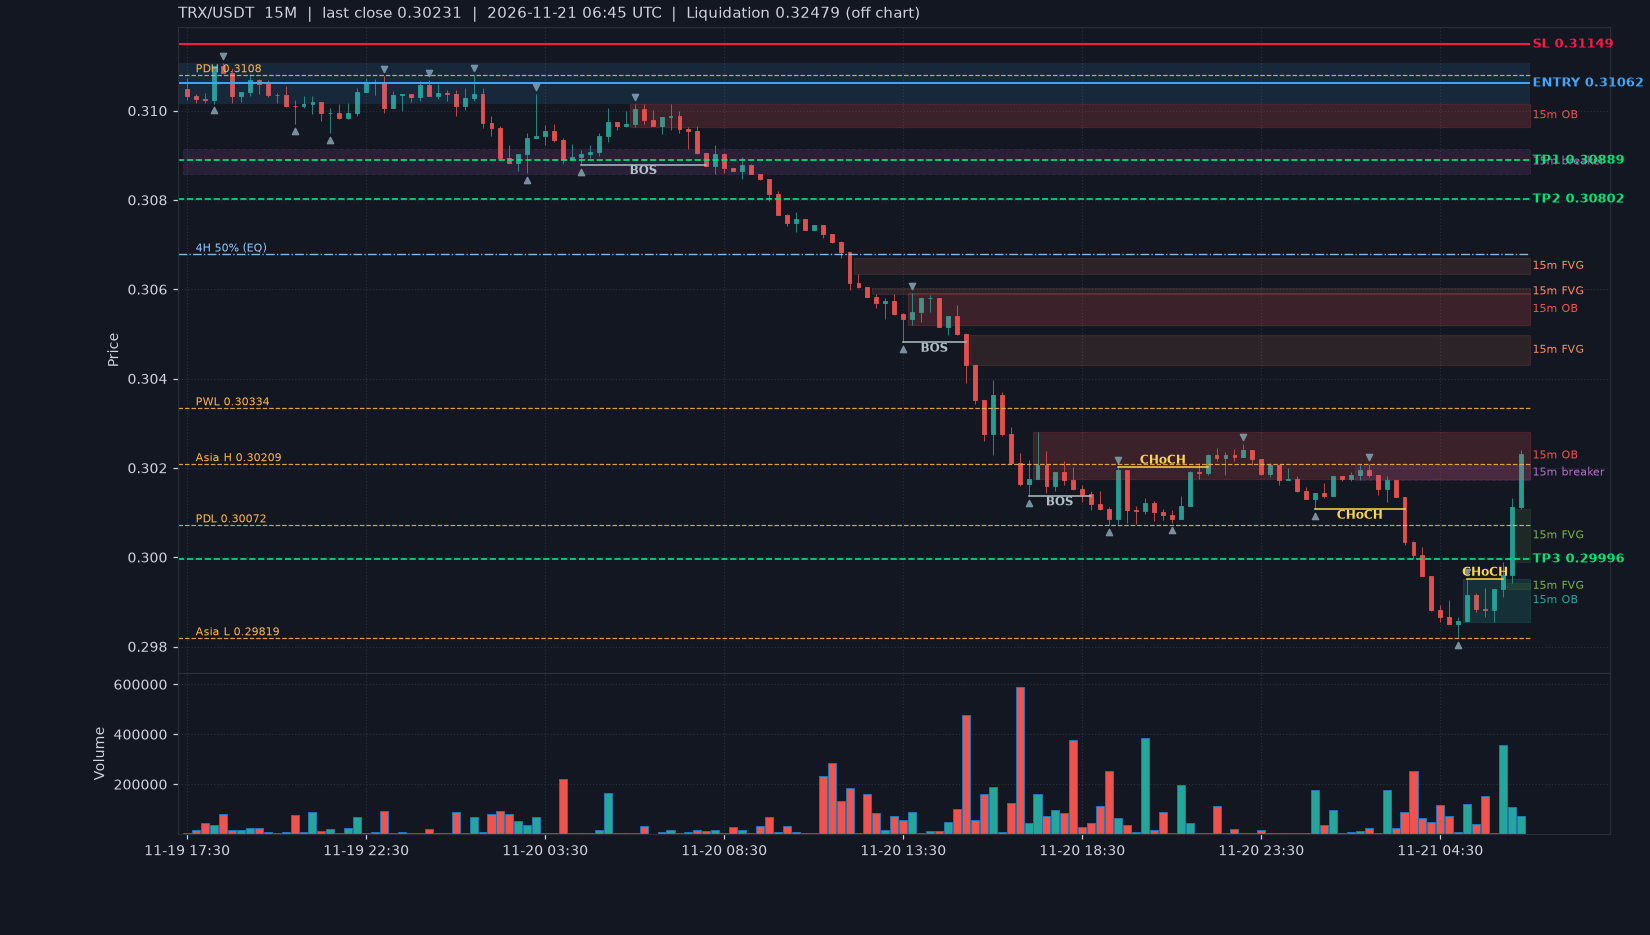 TRX/USDT  15M  |  last close 0.30231  |  2026-11-21 06:45 UTC  |  Liquidation 0.32479 (off chart)
SL 0.31149
PDH 0.3108
ENTRY 0.31062
0.310
15m OB
TP1 0.30889
15m breaker
BOS
0.308
TP2 0.30802
4H 50% (EQ)
15m FVG
0.306
15m FVG
15m OB
BOS
15m FVG
Price
0.304
PWL 0.30334
Asia H 0.30209
CHoCH
15m OB
0.302
15m breaker
BOS
CHoCH
PDL 0.30072
15m FVG
0.300
TP3 0.29996
CHoCH
15m FVG
15m OB
Asia L 0.29819
0.298
600000
400000
Volume
200000
11-19 17:30
11-19 22:30
11-20 03:30
11-20 08:30
11-20 13:30
11-20 18:30
11-20 23:30
11-21 04:30